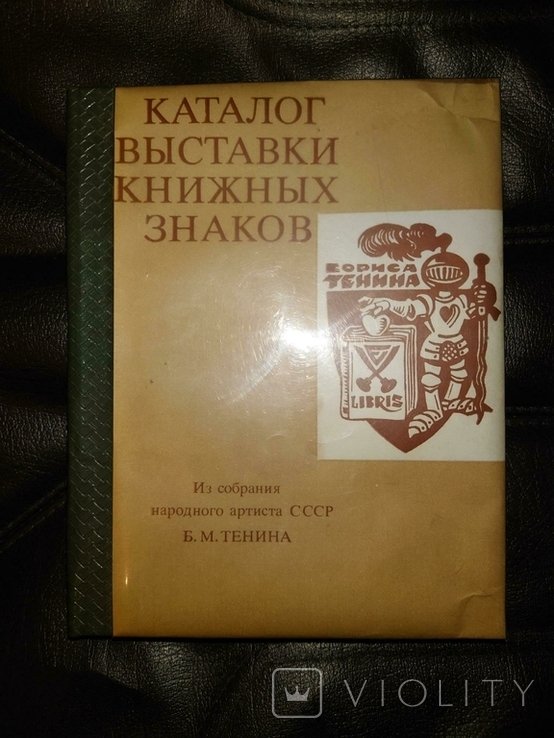 КАТАЛОГ
ВЫСТАВКИ
КНИЖНЫХ
ЗНАКОВ
БОРИСА
ТЕНИНА
LIBRIS
Из собрания
народного артиста СССР
Б. М. ТЕНИНА
VIOLITY